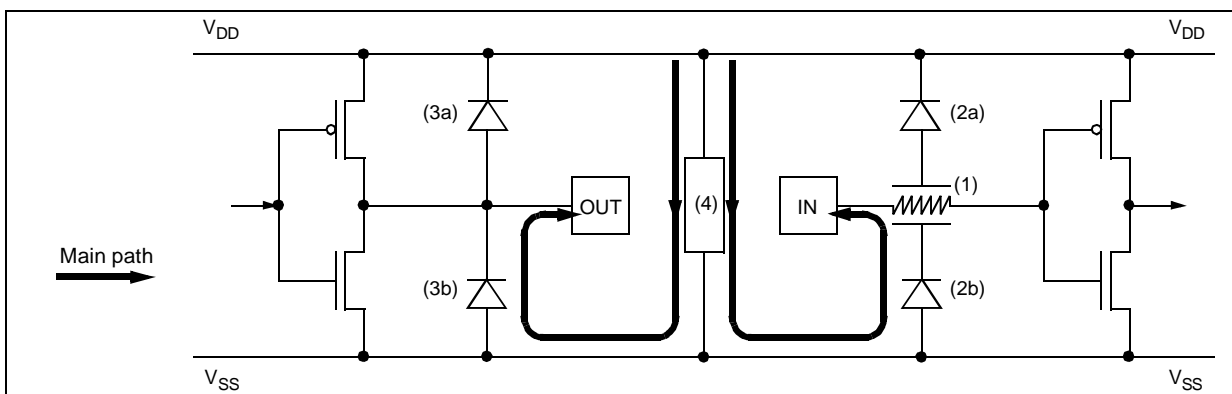 VDD VDD
(3a) (2a)
(1)
OUT (4) IN
Main path
(3b) (2b)
VSS VSS